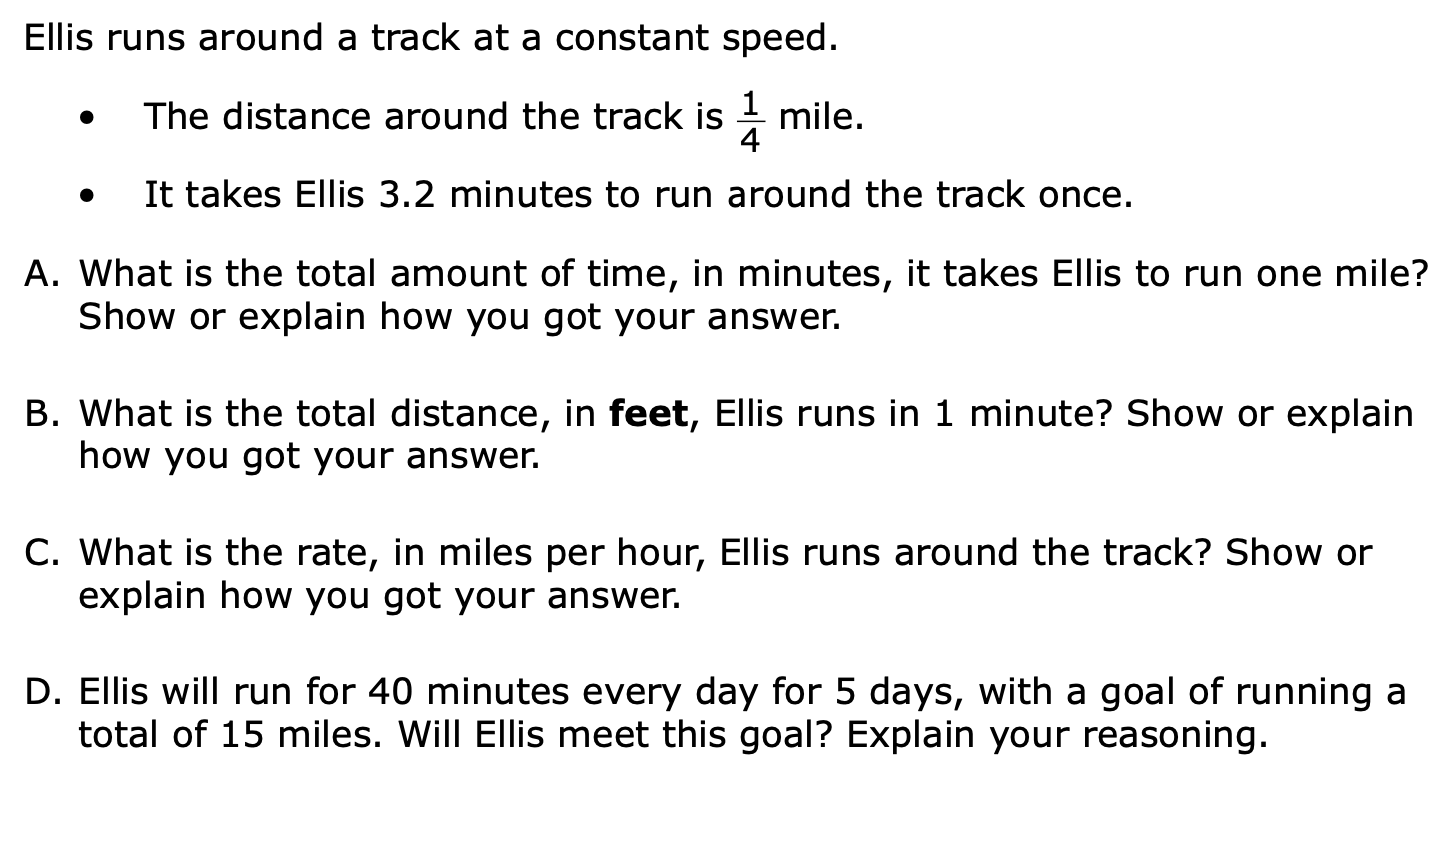 Ellis runs around a track at a constant speed.
• The distance around the track is 1/4 mile.
• It takes Ellis 3.2 minutes to run around the track once.
A. What is the total amount of time, in minutes, it takes Ellis to run one mile?
Show or explain how you got your answer.
B. What is the total distance, in feet, Ellis runs in 1 minute? Show or explain
how you got your answer.
C. What is the rate, in miles per hour, Ellis runs around the track? Show or
explain how you got your answer.
D. Ellis will run for 40 minutes every day for 5 days, with a goal of running a
total of 15 miles. Will Ellis meet this goal? Explain your reasoning.